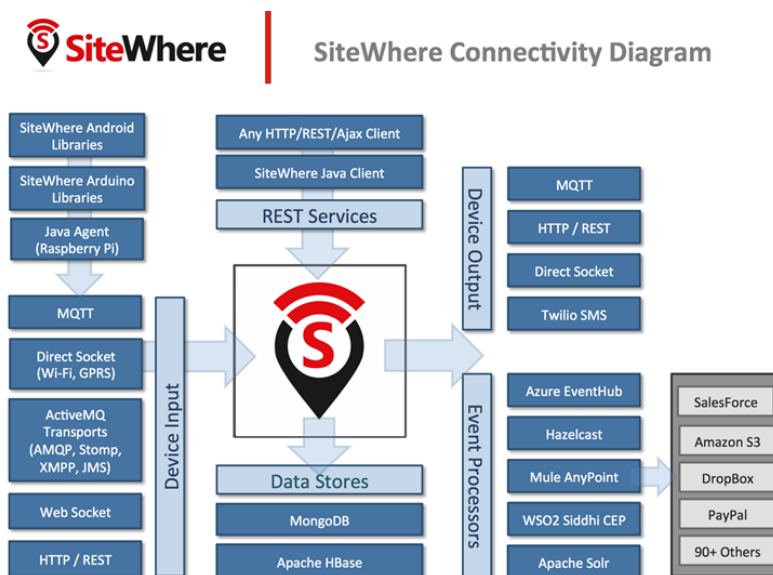 S
SiteWhere
SiteWhere Connectivity Diagram
SiteWhere Android
Libraries
SiteWhere Arduino
Libraries
Java Agent
(Raspberry Pi)
MQTT
Direct Socket
(Wi-Fi, GPRS)
ActiveMQ
Transports
(AMQP, Stomp,
XMPP, JMS)
Web Socket
HTTP / REST
Device Input
Any HTTP/REST/Ajax Client
SiteWhere Java Client
REST Services
S
Data Stores
MongoDB
Apache HBase
Device Output
MQTT
HTTP / REST
Direct Socket
Twilio SMS
Event Processors
Azure EventHub
Hazelcast
Mule AnyPoint
WSO2 Siddhi CEP
Apache Solr
SalesForce
Amazon S3
DropBox
PayPal
90+ Others